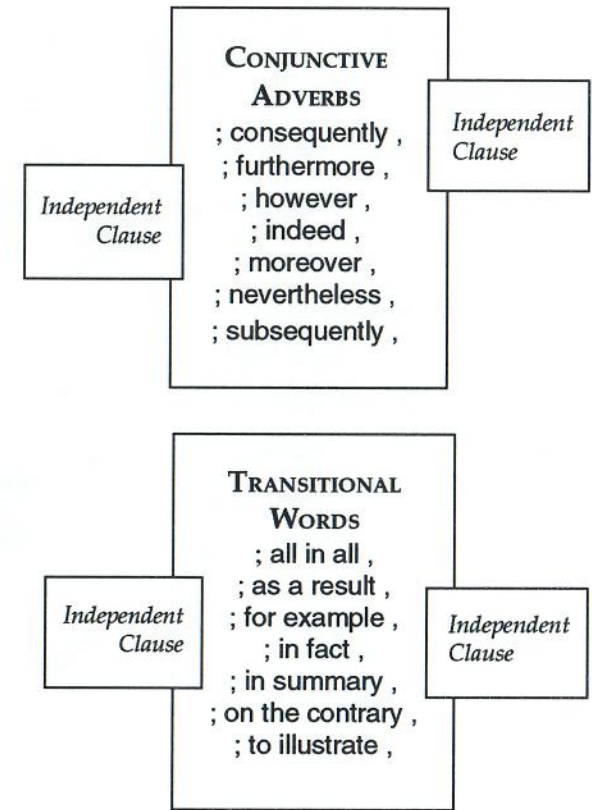 CONJUNCTIVE
ADVERBS
; consequently ,
; furthermore ,
; however ,
; indeed ,
; moreover ,
; nevertheless ,
; subsequently ,
Independent
Clause
Independent
Clause
TRANSITIONAL
WORDS
; all in all ,
; as a result ,
; for example ,
; in fact ,
; in summary ,
; on the contrary ,
; to illustrate ,
Independent
Clause
Independent
Clause